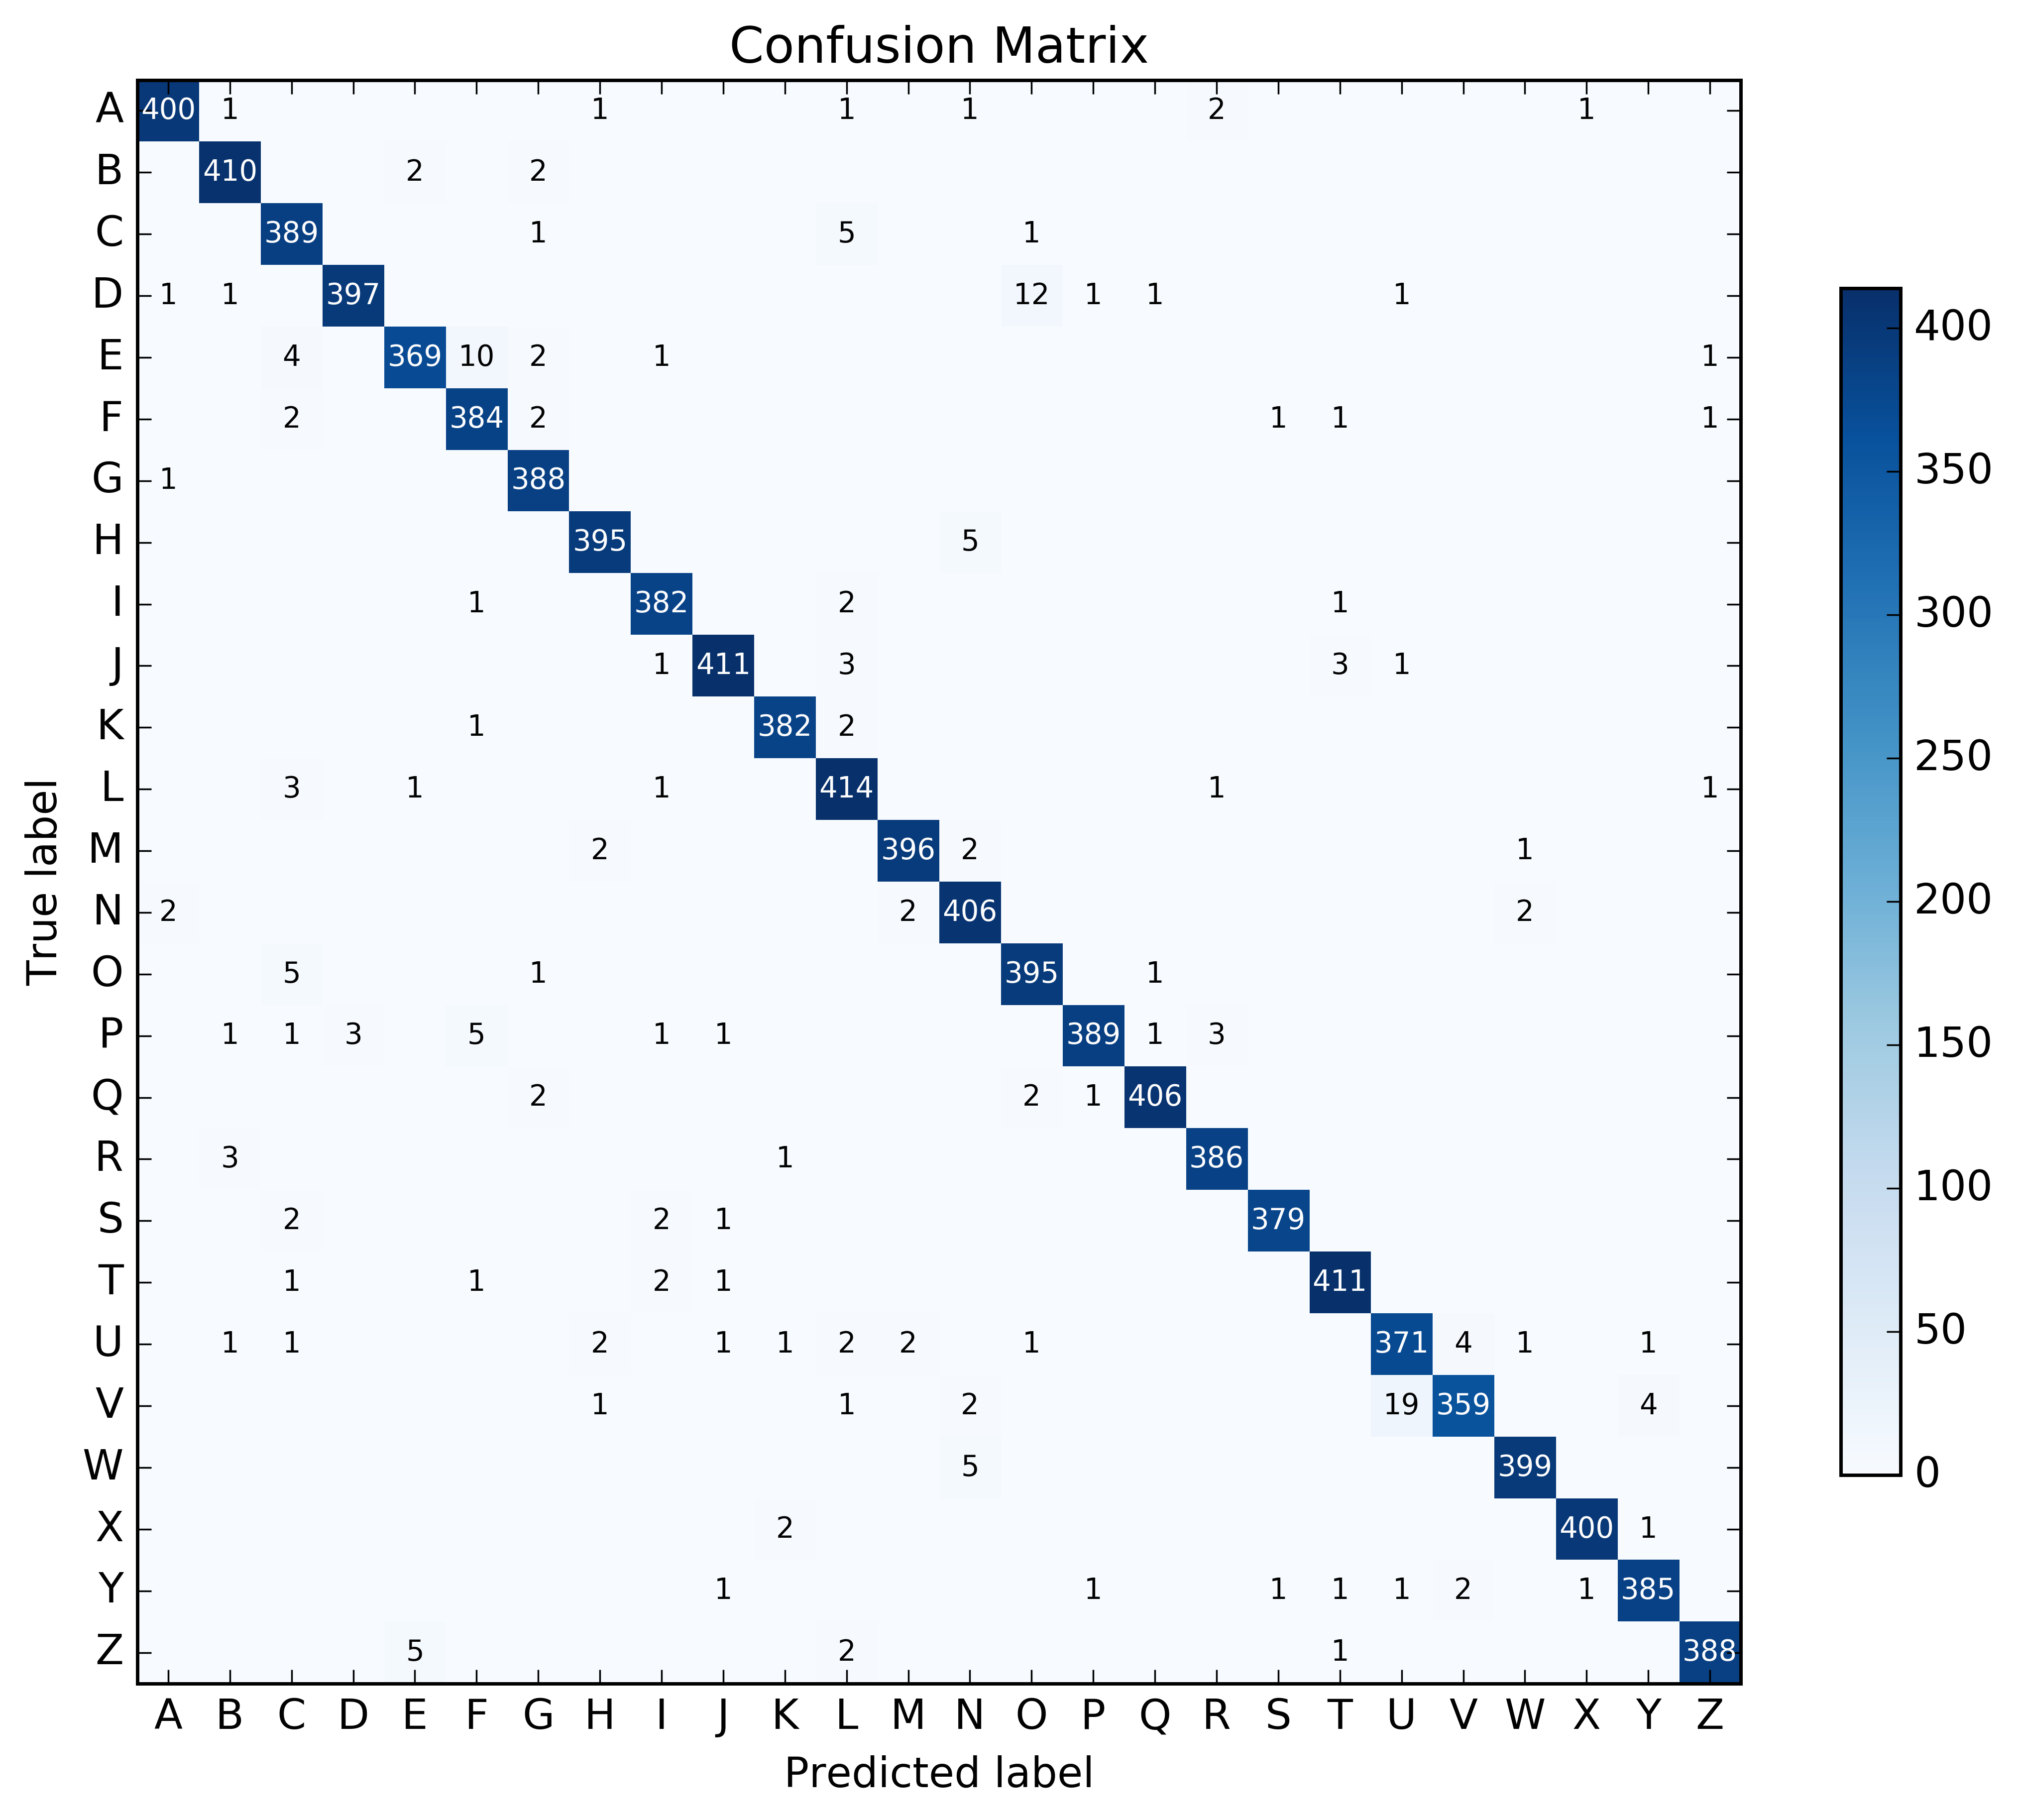 Confusion Matrix
A 400 1 1 1 1 2 1
B 410 2 2
C 389 1 5 1
D 1 1 397 12 1 1 1
E 4 369 10 2 1 1
F 2 384 2 1 1 1
G 1 388
H 395 5
I 1 382 2 1
J 1 411 3 3 1
K 1 382 2
L 3 1 1 414 1 1
M 2 396 2 1
N 2 2 406 2
O 5 1 395 1
P 1 1 3 5 1 1 389 1 3
Q 2 2 1 406
R 3 1 386
S 2 2 1 379
T 1 1 2 1 411
U 1 1 2 1 1 2 2 1 371 4 1 1
V 1 1 2 19 359 4
W 5 399
X 2 400 1
Y 1 1 1 1 1 2 1 385
Z 5 2 1 388
A B C D E F G H I J K L M N O P Q R S T U V W X Y Z
Predicted label
True label
400
350
300
250
200
150
100
50
0